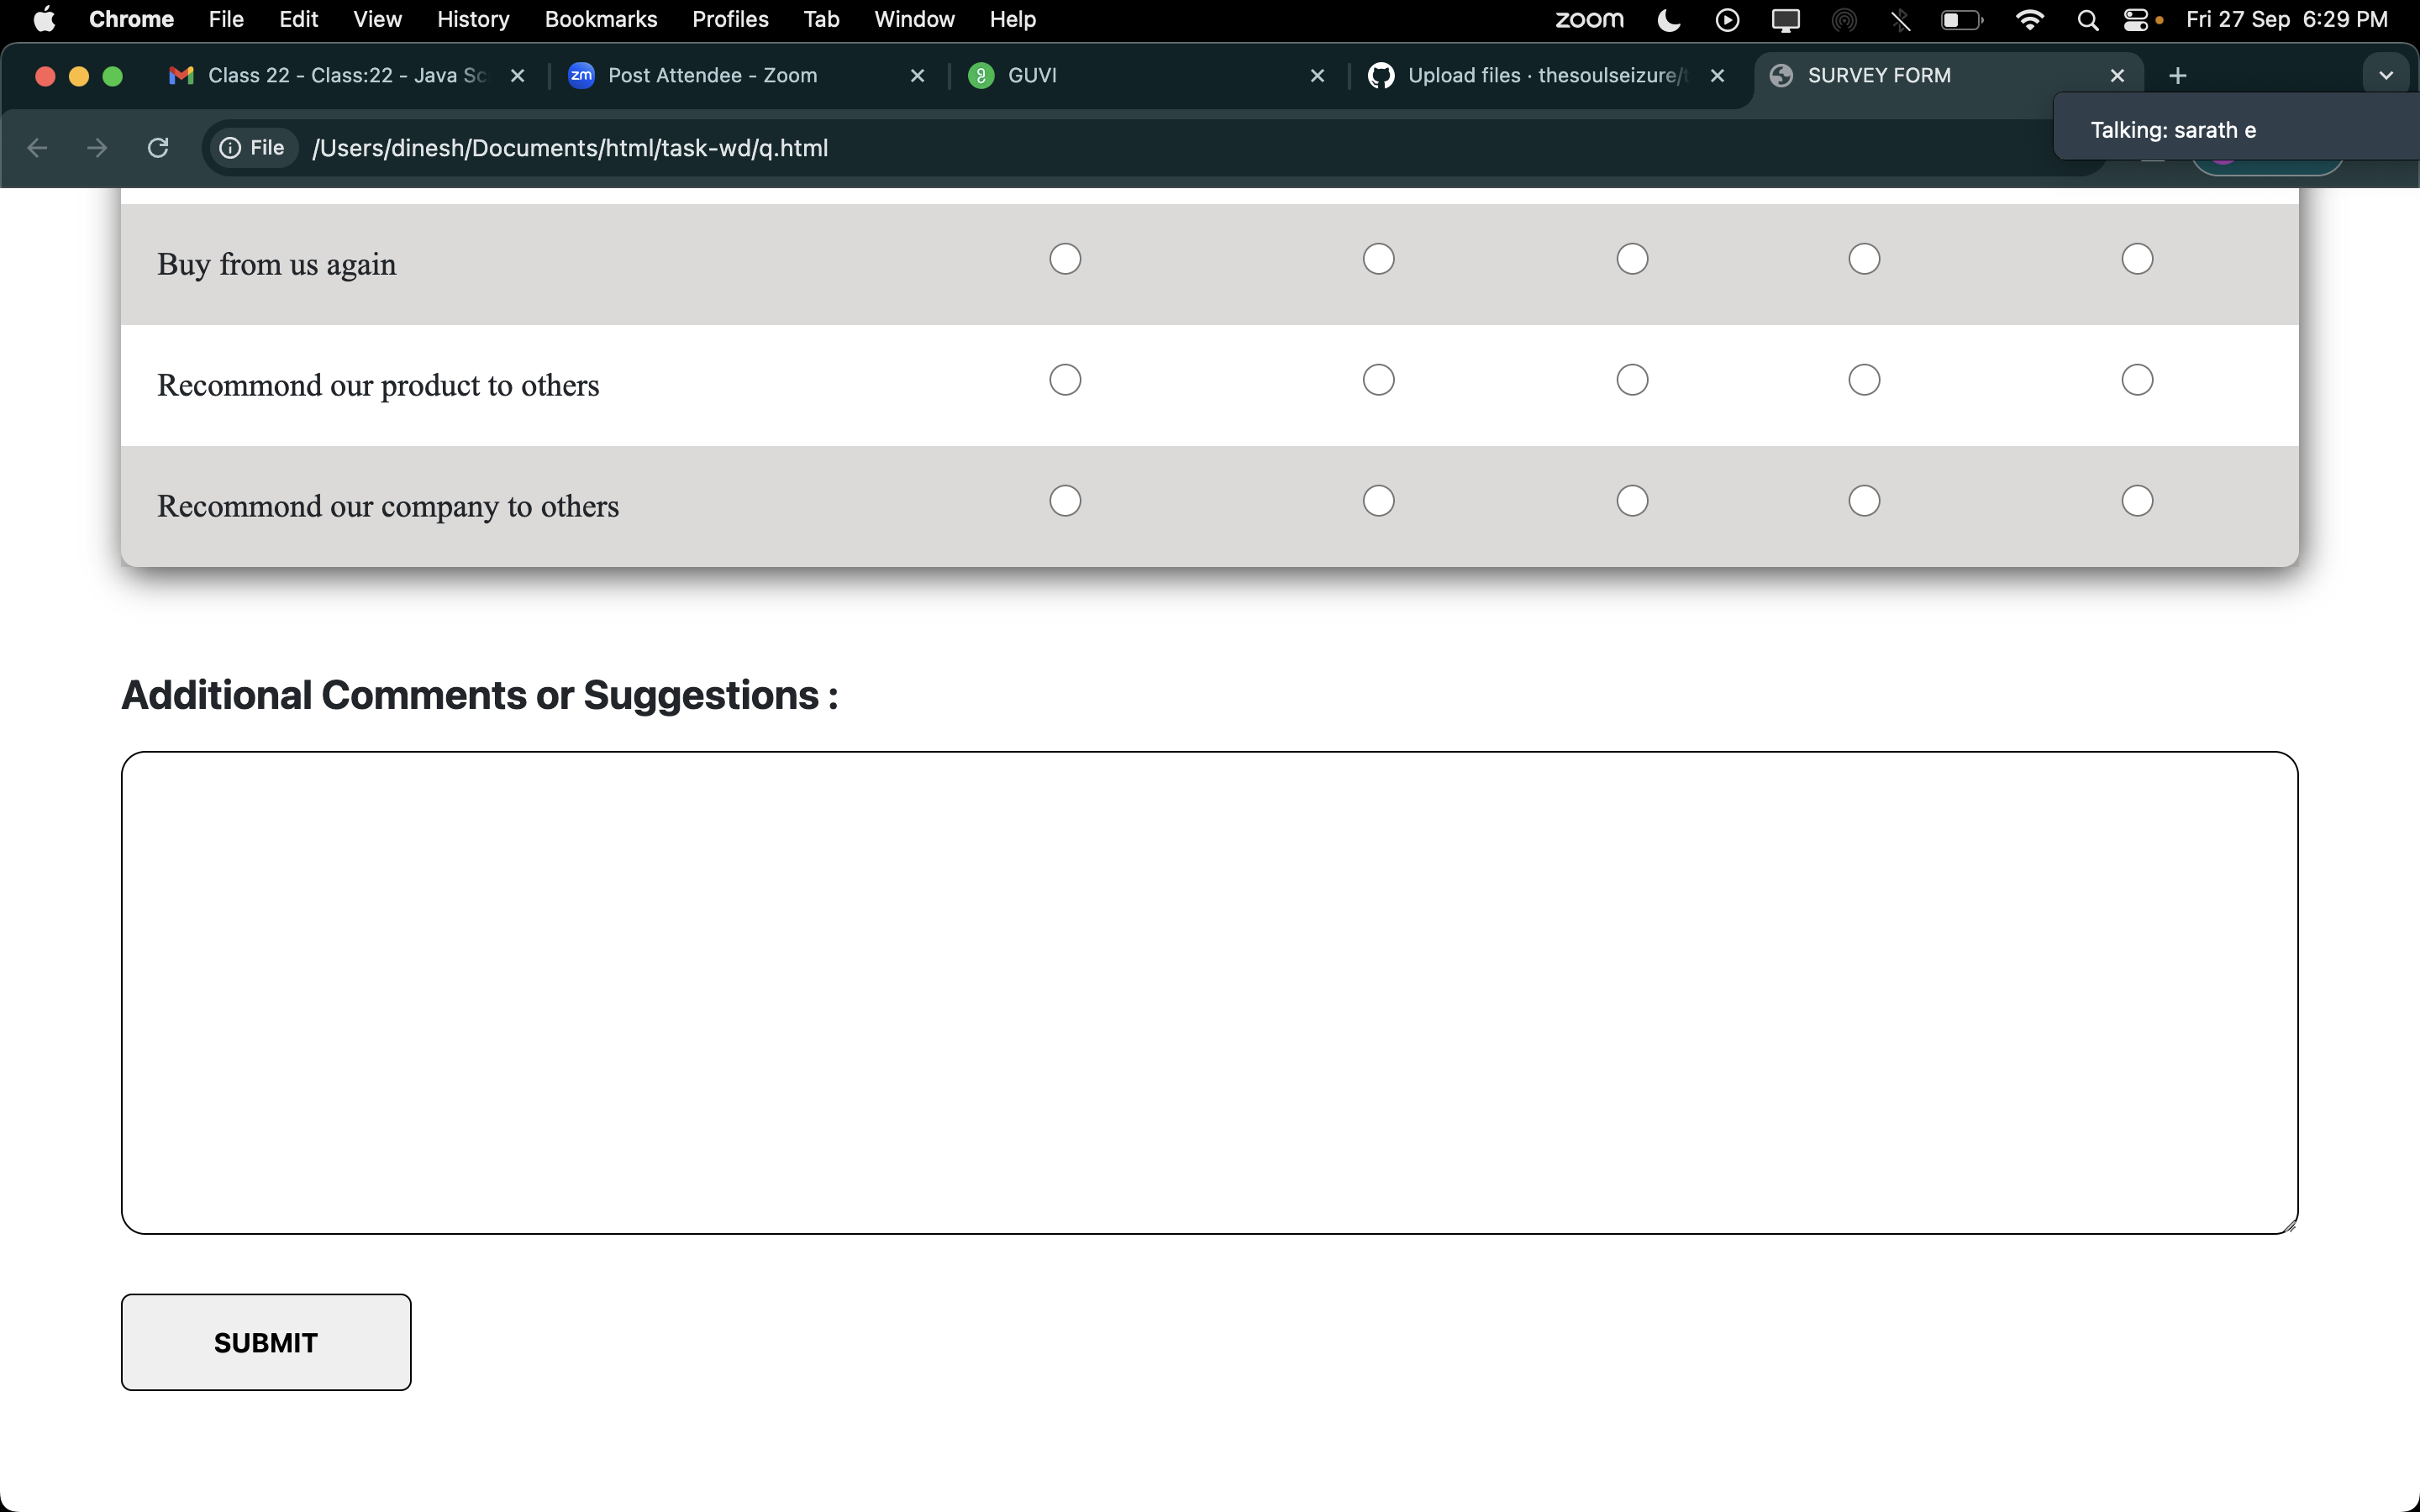 Chrome File Edit View History Bookmarks Profiles Tab Window Help zoom Fri 27 Sep 6:29 PM
Class 22 - Class:22 - Java Sc zm Post Attendee - Zoom GUVI Upload files · thesoulseizure/t SURVEY FORM
File /Users/dinesh/Documents/html/task-wd/q.html
Talking: sarath e
Buy from us again
Recommond our product to others
Recommond our company to others
Additional Comments or Suggestions :
SUBMIT